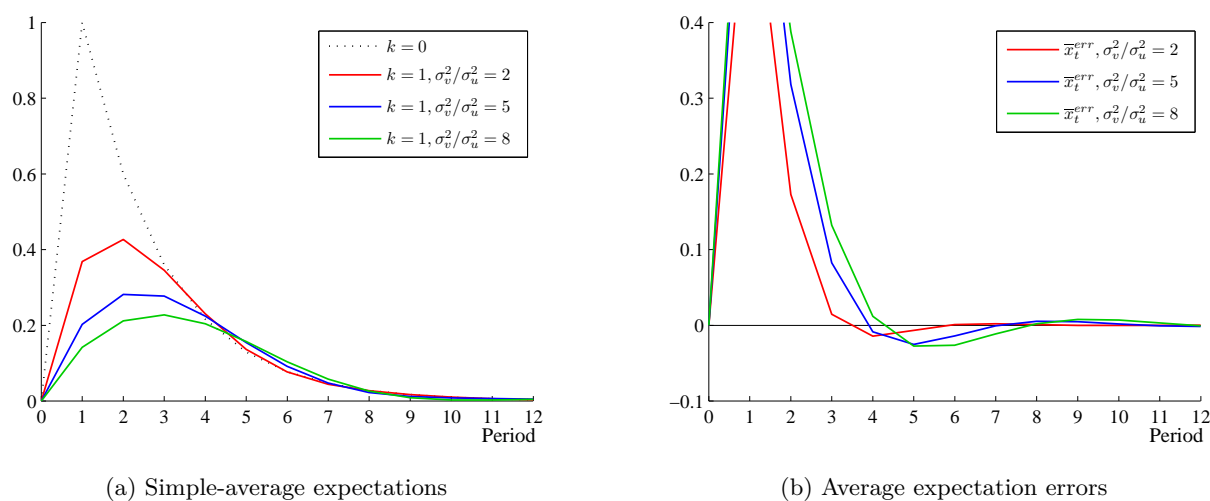 1
0.8
0.6
0.4
0.2
0
0 1 2 3 4 5 6 7 8 9 10 11 12
Period
k = 0
k = 1, σ_v^2/σ_u^2 = 2
k = 1, σ_v^2/σ_u^2 = 5
k = 1, σ_v^2/σ_u^2 = 8
(a) Simple-average expectations
0.4
0.3
0.2
0.1
0
−0.1
0 1 2 3 4 5 6 7 8 9 10 11 12
Period
x̅_t^{err}, σ_v^2/σ_u^2 = 2
x̅_t^{err}, σ_v^2/σ_u^2 = 5
x̅_t^{err}, σ_v^2/σ_u^2 = 8
(b) Average expectation errors